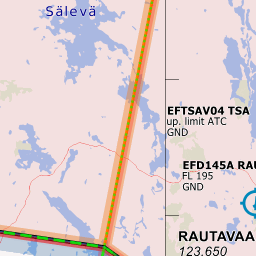 Sälevä
EFTSAV04 TSA
up. limit ATC
GND
EFD145A RAU
FL 195
GND
RAUTAVAA
123.650